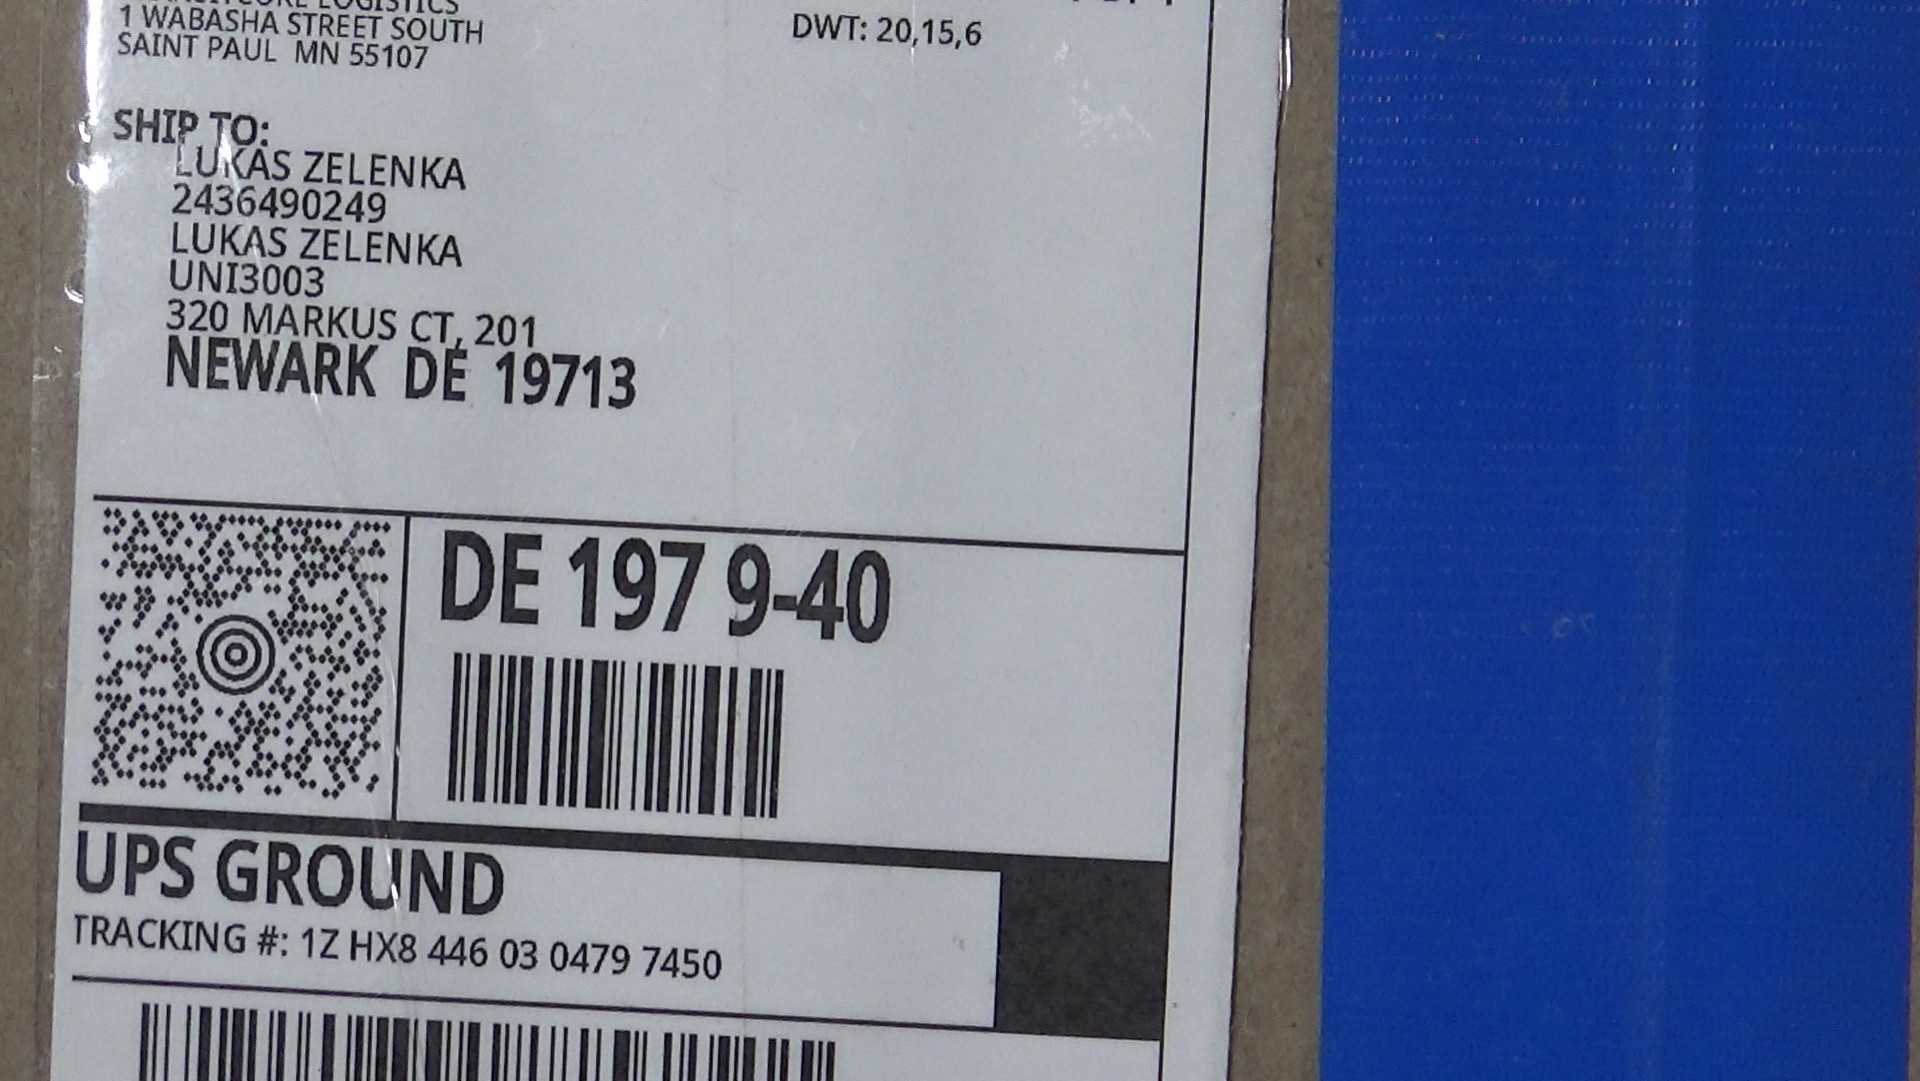 LOGISTICS
1 WABASHA STREET SOUTH
SAINT PAUL MN 55107
DWT: 20,15,6
SHIP TO:
LUKAS ZELENKA
2436490249
LUKAS ZELENKA
UNI3003
320 MARKUS CT, 201
NEWARK DE 19713
DE 197 9-40
UPS GROUND
TRACKING #: 1Z HX8 446 03 0479 7450